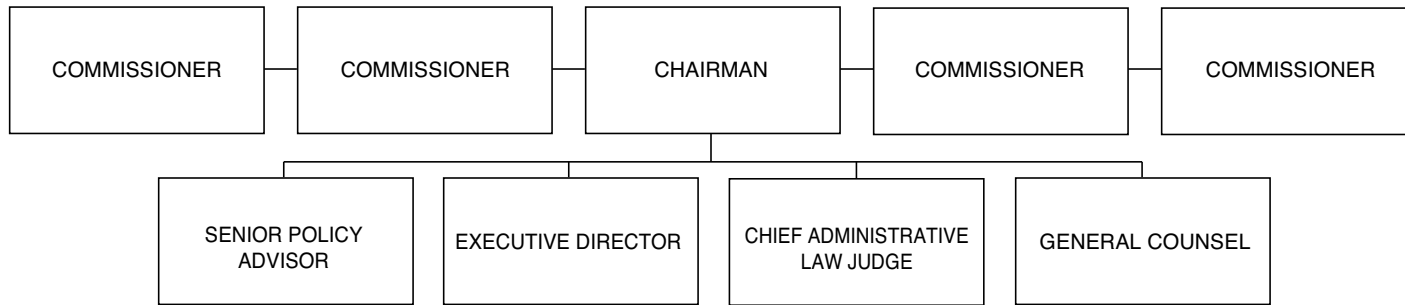 COMMISSIONER
COMMISSIONER
CHAIRMAN
COMMISSIONER
COMMISSIONER
SENIOR POLICY
ADVISOR
EXECUTIVE DIRECTOR
CHIEF ADMINISTRATIVE
LAW JUDGE
GENERAL COUNSEL